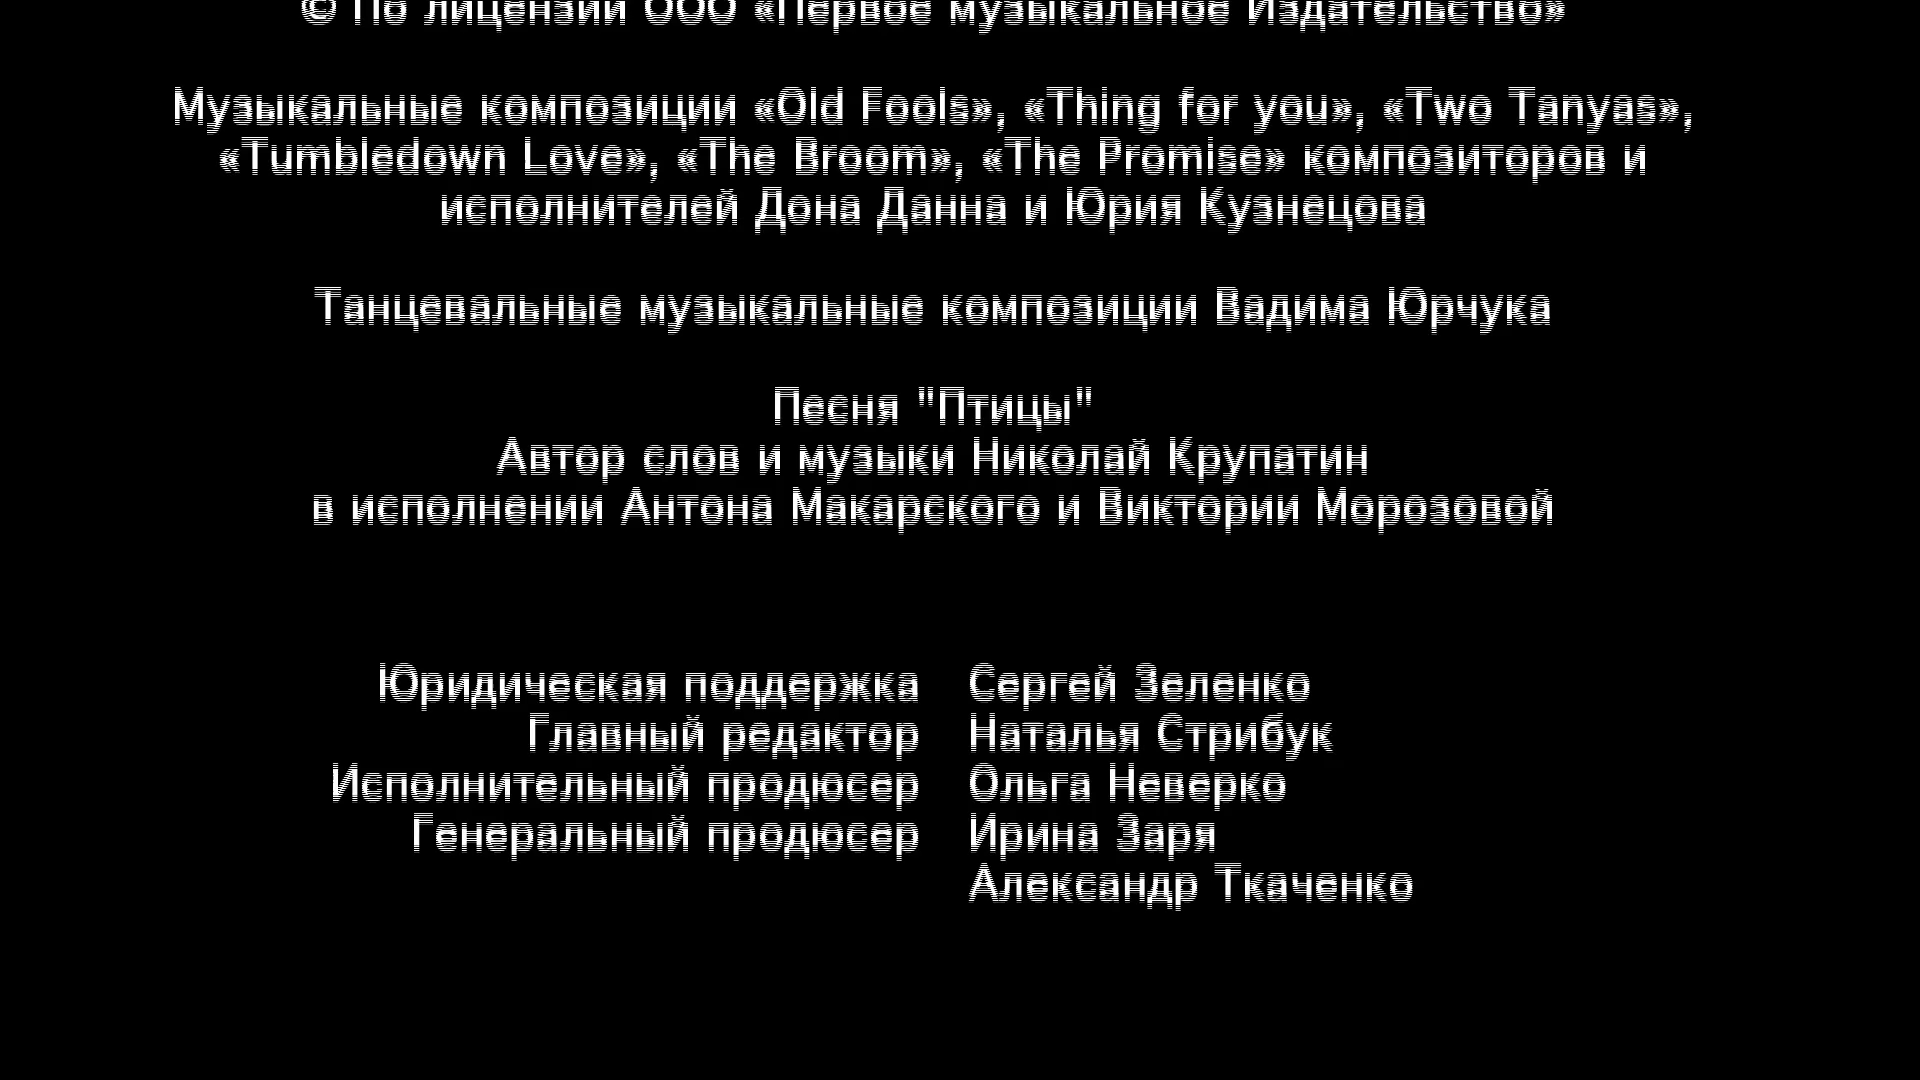 © По лицензии ООО «Первое музыкальное Издательство»
Музыкальные композиции «Old Fools», «Thing for you», «Two Tanyas»,
«Tumbledown Love», «The Broom», «The Promise» композиторов и
исполнителей Дона Данна и Юрия Кузнецова
Танцевальные музыкальные композиции Вадима Юрчука
Песня "Птицы"
Автор слов и музыки Николай Крупатин
в исполнении Антона Макарского и Виктории Морозовой
Юридическая поддержка Сергей Зеленко
Главный редактор Наталья Стрибук
Исполнительный продюсер Ольга Неверко
Генеральный продюсер Ирина Заря
Александр Ткаченко